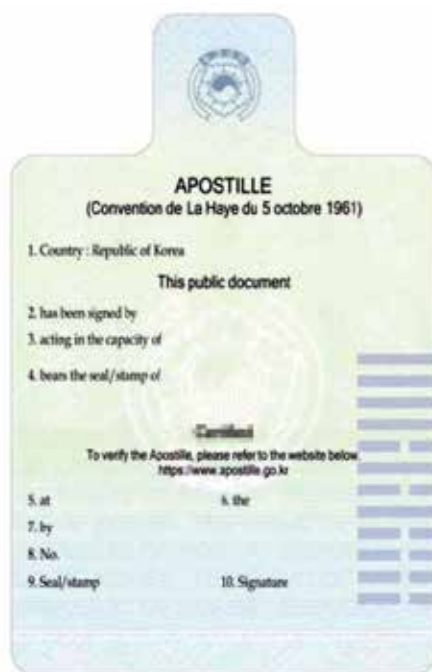 APOSTILLE
(Convention de La Haye du 5 octobre 1961)
1. Country : Republic of Korea
This public document
2. has been signed by
3. acting in the capacity of
4. bears the seal/stamp of
Certified
To verify the Apostille, please refer to the website below.
https://www.apostille.go.kr
5. at 6. the
7. by
8. No.
9. Seal/stamp 10. Signature